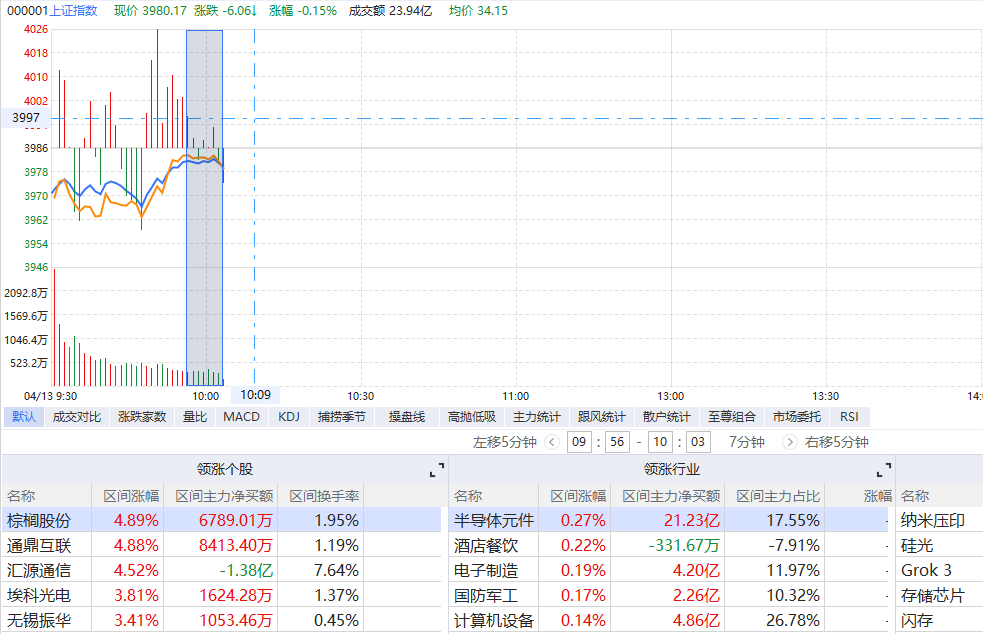 000001上证指数 现价 3980.17 涨跌 -6.06↓ 涨幅 -0.15% 成交额 23.94亿 均价 34.15
4026
4018
4010
4002
3997
3986
3978
3970
3962
3954
3946
2092.8万
1569.6万
1046.4万
523.2万
04/13 9:30 10:00 10:09 10:30 11:00 13:00 13:30 14:
默认 成交对比 涨跌家数 量比 MACD KDJ 捕捞季节 操盘线 高抛低吸 主力统计 跟风统计 散户统计 至尊组合 市场委托 RSI
左移5分钟 09 : 56 - 10 : 03 7分钟 右移5分钟
领涨个股 领涨行业
名称 区间涨幅 区间主力净买额 区间换手率 名称 区间涨幅 区间主力净买额 区间主力占比 涨幅 名称
棕榈股份 4.89% 6789.01万 1.95% 半导体元件 0.27% 21.23亿 17.55% - 纳米压印
通鼎互联 4.88% 8413.40万 1.19% 酒店餐饮 0.22% -331.67万 -7.91% - 硅光
汇源通信 4.52% -1.38亿 7.64% 电子制造 0.19% 4.20亿 11.97% - Grok 3
埃科光电 3.81% 1624.28万 1.37% 国防军工 0.17% 2.26亿 10.32% - 存储芯片
无锡振华 3.41% 1053.46万 0.45% 计算机设备 0.14% 4.86亿 26.78% - 闪存